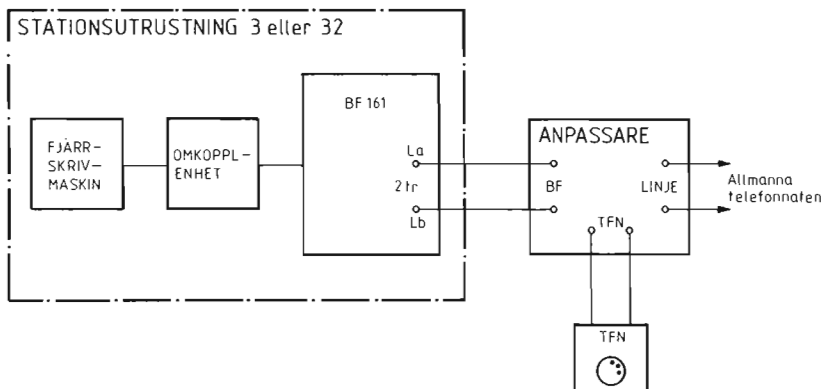 STATIONSUTRUSTNING 3 eller 32
BF 161
FJÄRR-
SKRIV-
MASKIN
OMKOPPL-
ENHET
La
2 tr
Lb
ANPASSARE
BF
LINJE
TFN
Allmänna
telefonnäten
TFN